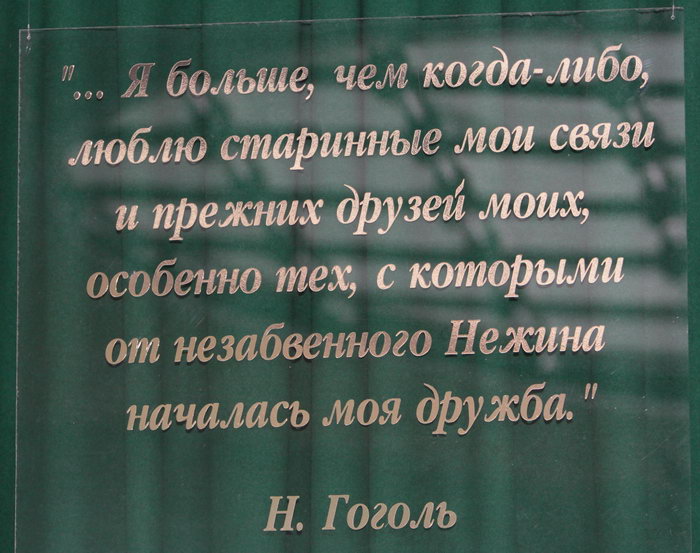 "... Я больше, чем когда-либо,
люблю старинные мои связи
и прежних друзей моих,
особенно тех, с которыми
от незабвенного Нежина
началась моя дружба."
Н. Гоголь